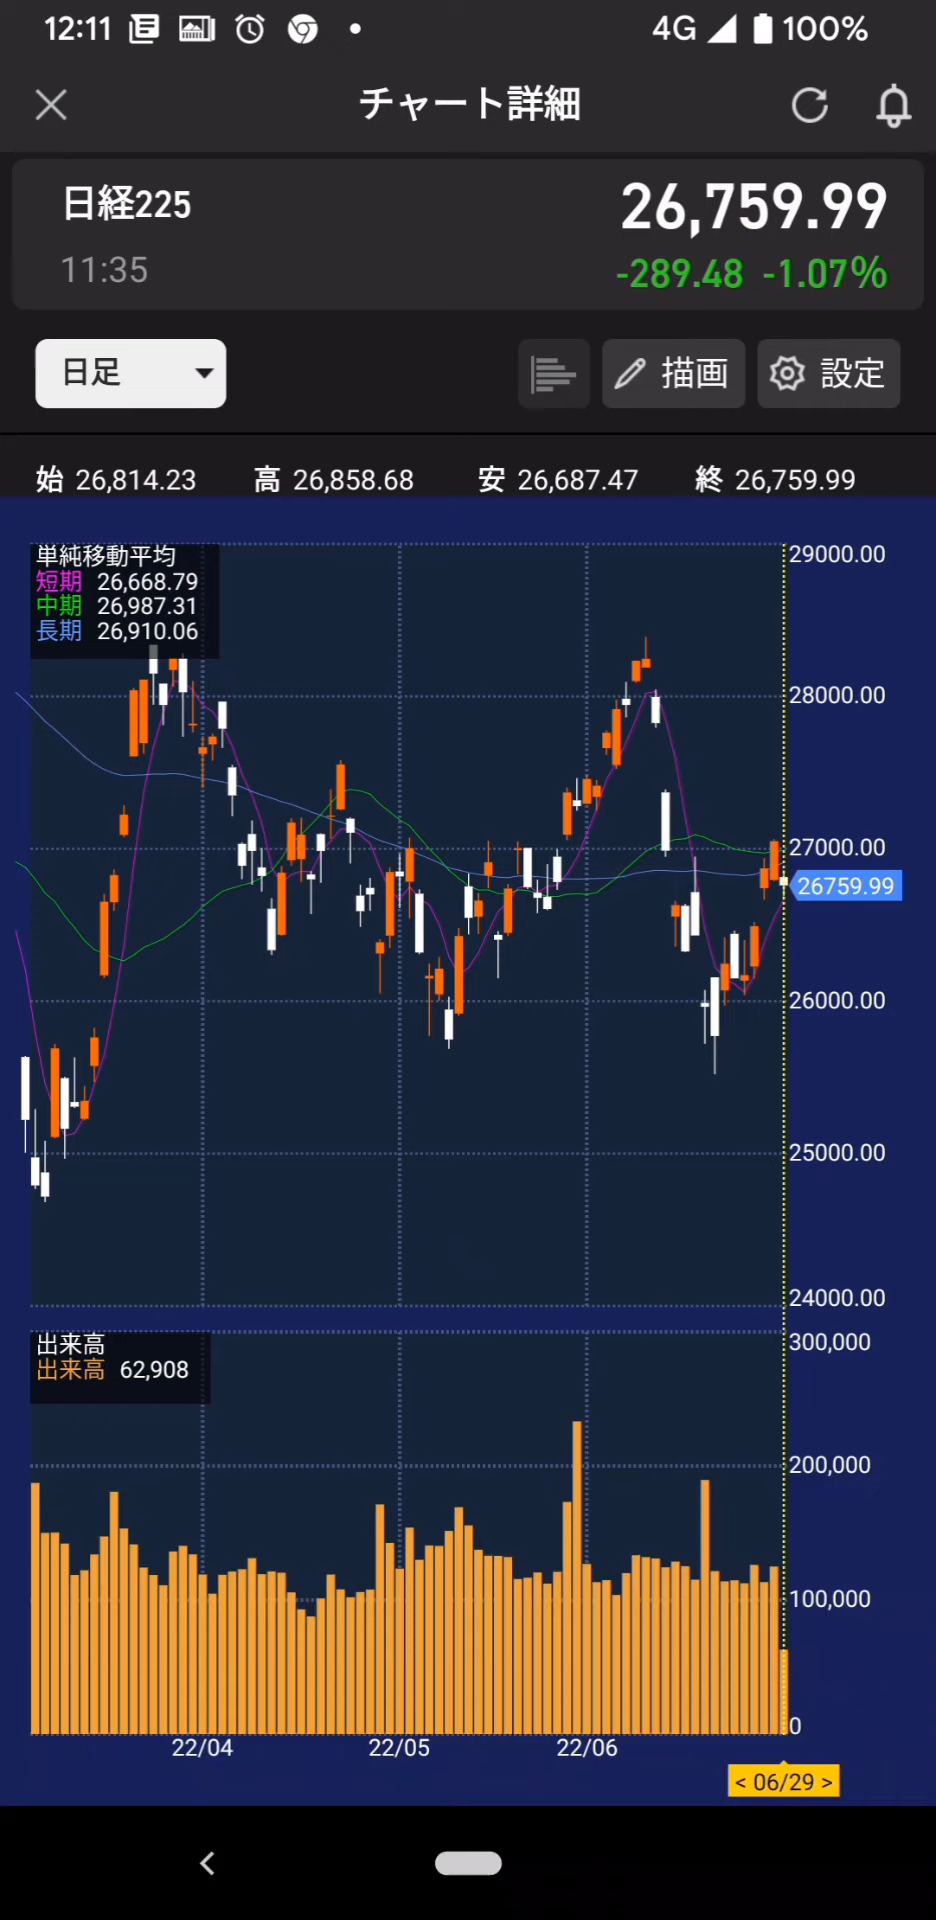 12:11
4G 100%
チャート詳細
日経225
26,759.99
11:35
-289.48 -1.07%
日足
描画
設定
始 26,814.23 高 26,858.68 安 26,687.47 終 26,759.99
単純移動平均
短期 26,668.79
中期 26,987.31
長期 26,910.06
29000.00
28000.00
27000.00
26759.99
26000.00
25000.00
24000.00
出来高
出来高 62,908
300,000
200,000
100,000
0
22/04 22/05 22/06
< 06/29 >